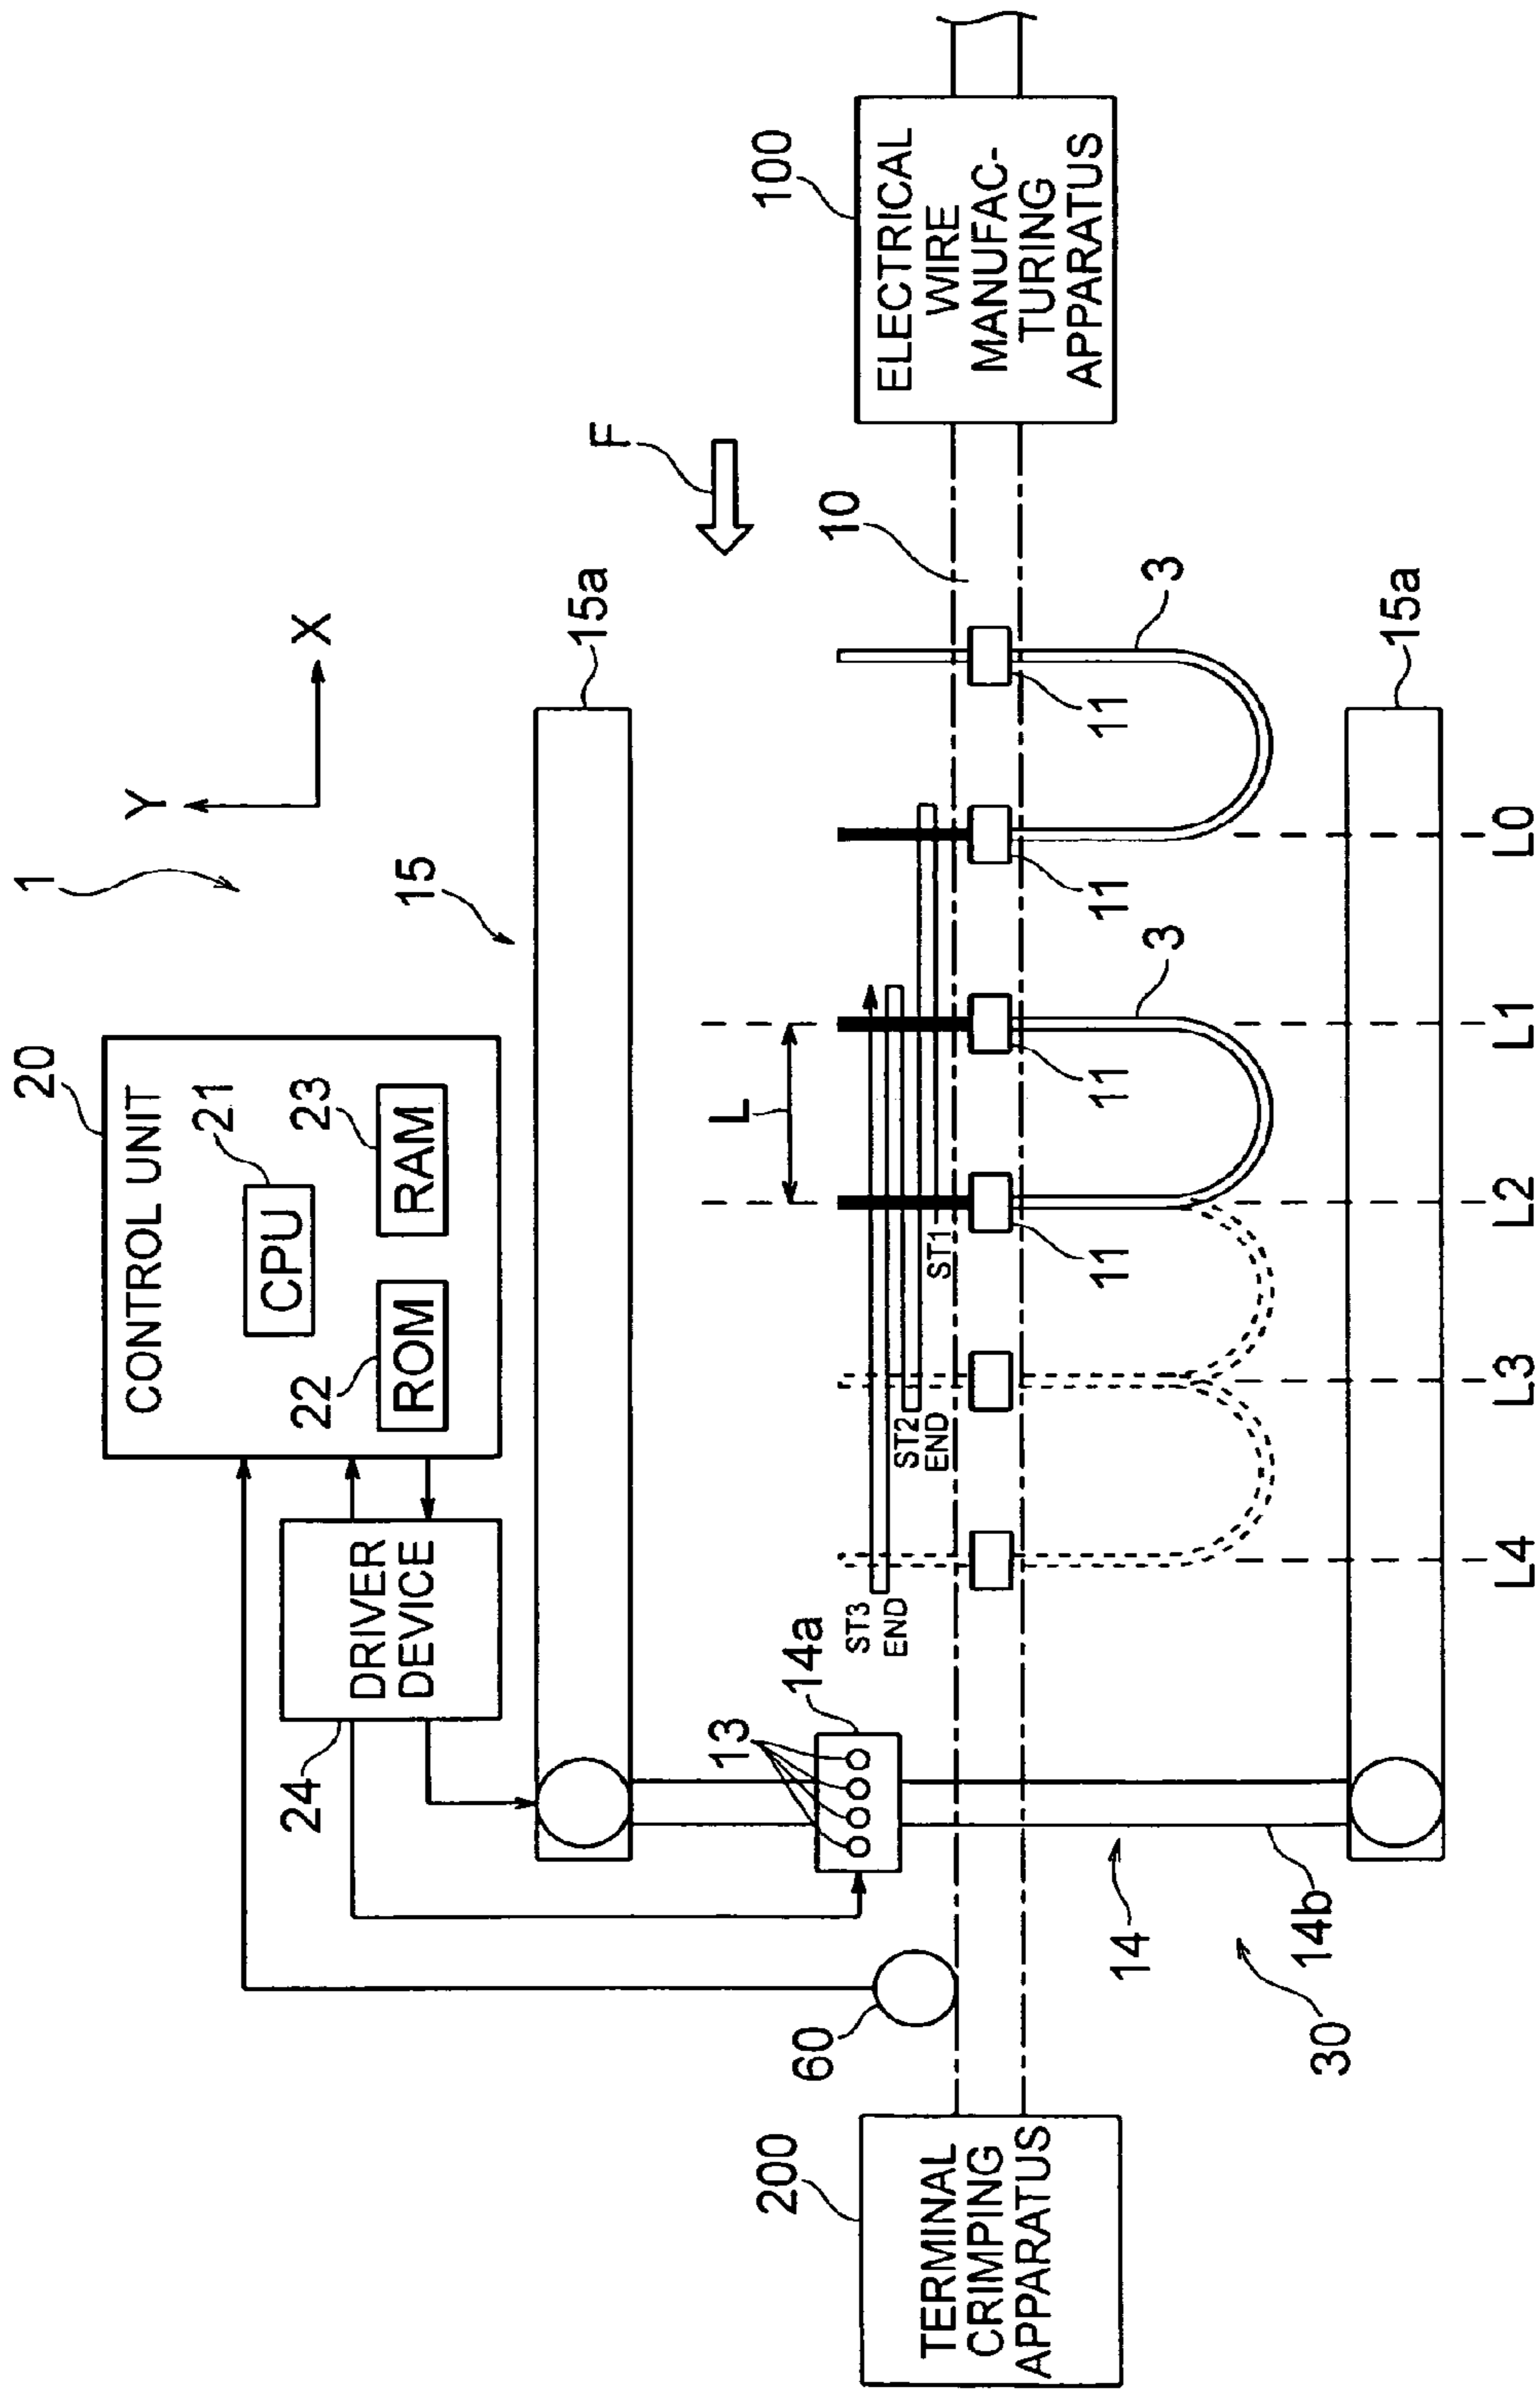 1
Y
X
20
CONTROL UNIT
21
CPU
22
ROM
23
RAM
24
DRIVER
DEVICE
15
15a
F
100
ELECTRICAL
WIRE
MANUFAC-
TURING
APPARATUS
10
L
ST1
ST2
END
ST3
END
13
14a
60
200
TERMINAL
CRIMPING
APPARATUS
11
11
11
11
3
3
14
14b
30
15a
L4
L3
L2
L1
L0